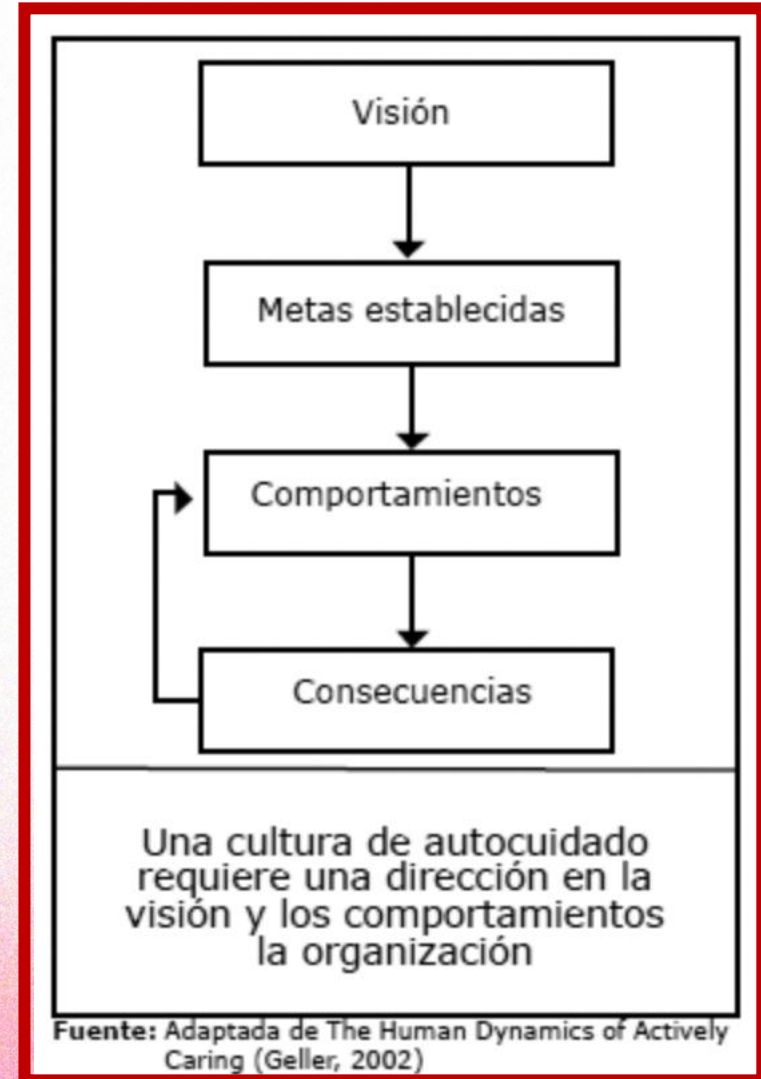 Visión
Metas establecidas
Comportamientos
Consecuencias
Una cultura de autocuidado
requiere una dirección en la
visión y los comportamientos
la organización
Fuente: Adaptada de The Human Dynamics of Actively
Caring (Geller, 2002)